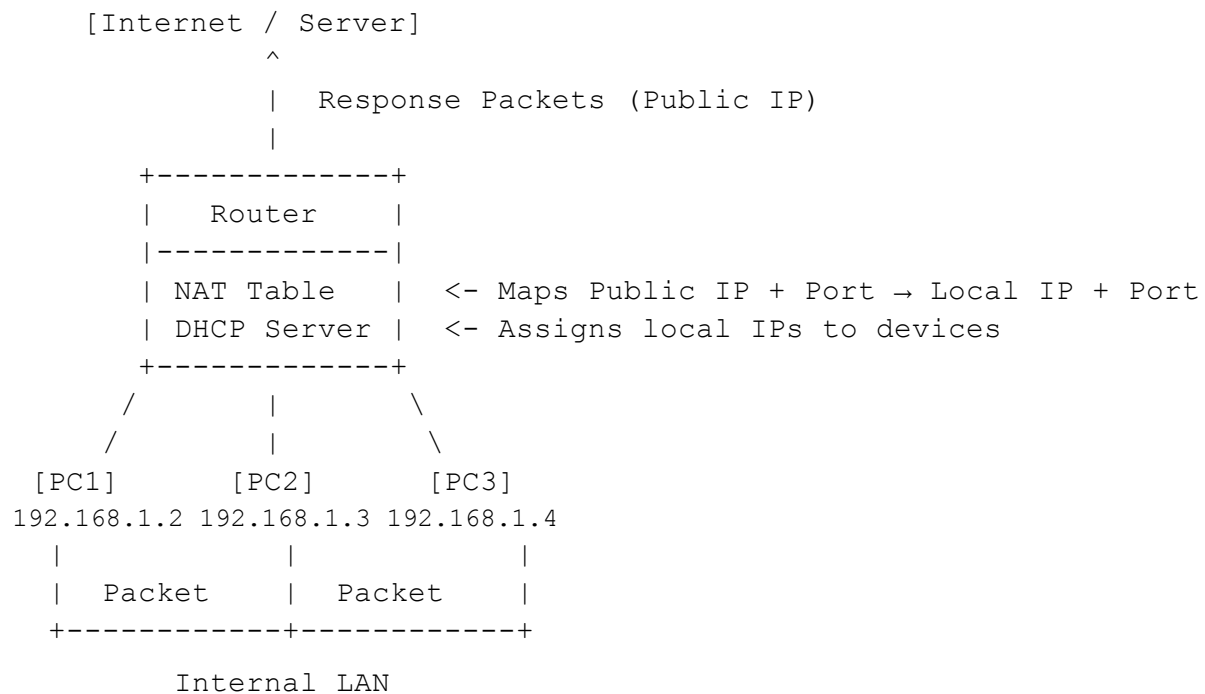 [Internet / Server]
^
| Response Packets (Public IP)
|
+-------------+
| Router |
|-------------|
| NAT Table | <- Maps Public IP + Port → Local IP + Port
| DHCP Server | <- Assigns local IPs to devices
+-------------+
/ | \
/ | \
[PC1] [PC2] [PC3]
192.168.1.2 192.168.1.3 192.168.1.4
| | |
| Packet | Packet |
+------------+------------+
Internal LAN